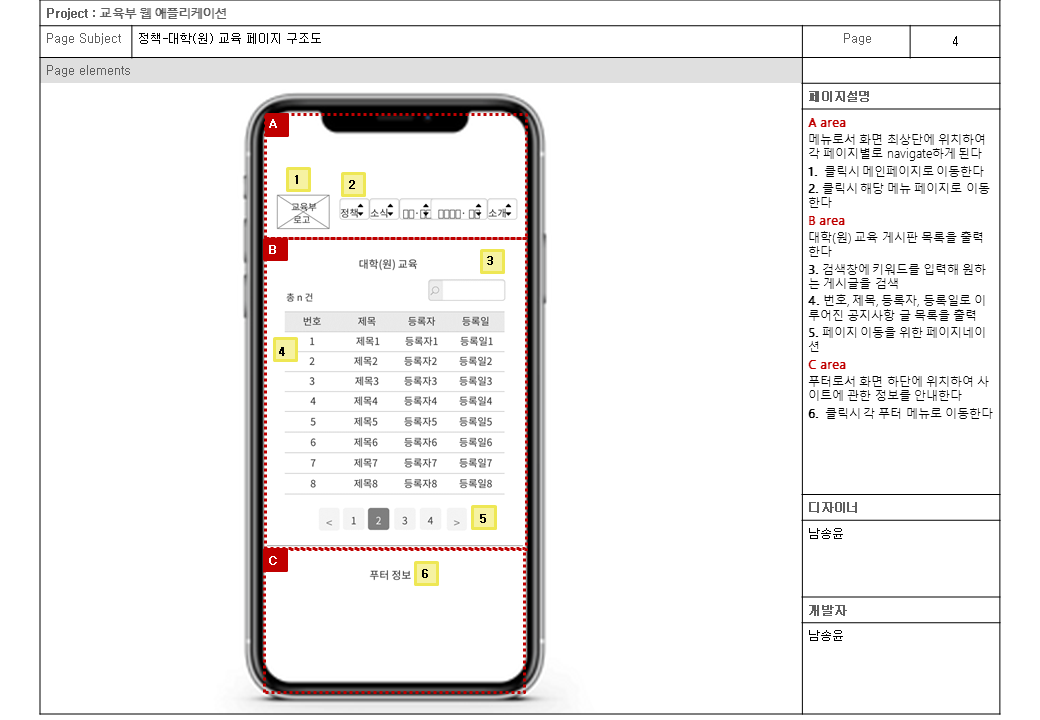 Project : 교육부 웹 애플리케이션
Page Subject 정책-대학(원) 교육 페이지 구조도 Page 4
Page elements
A
1
2
교육부
로고
정책 소식 □□·□ □□□□·□□ 소개
B
대학(원) 교육
3
총 n 건
번호 제목 등록자 등록일
4
1 제목1 등록자1 등록일1
2 제목2 등록자2 등록일2
3 제목3 등록자3 등록일3
4 제목4 등록자4 등록일4
5 제목5 등록자5 등록일5
6 제목6 등록자6 등록일6
7 제목7 등록자7 등록일7
8 제목8 등록자8 등록일8
< 1 2 3 4 >
5
C
푸터 정보
6
페이지설명
A area
메뉴로서 화면 최상단에 위치하여
각 페이지별로 navigate하게 된다
1. 클릭시 메인페이지로 이동한다
2. 클릭시 해당 메뉴 페이지로 이동
한다
B area
대학(원) 교육 게시판 목록을 출력
한다
3. 검색창에 키워드를 입력해 원하
는 게시글을 검색
4. 번호, 제목, 등록자, 등록일로 이
루어진 공지사항 글 목록을 출력
5. 페이지 이동을 위한 페이지네이
션
C area
푸터로서 화면 하단에 위치하여 사
이트에 관한 정보를 안내한다
6. 클릭시 각 푸터 메뉴로 이동한다
디자이너
남송윤
개발자
남송윤